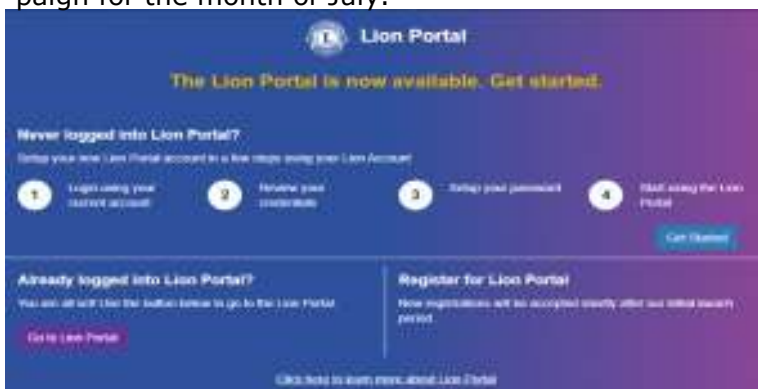 paign for the month of July.
Lion Portal
The Lion Portal is now available. Get started.
Never logged into Lion Portal?
Setup your new Lion Portal account in a few steps using your Lion Account
1
Login using your
current account
2
Review your
credentials
3
Setup your password
4
Start using the Lion
Portal
Get Started
Already logged into Lion Portal?
You are all set! Use the button below to go to the Lion Portal.
Go to Lion Portal
Register for Lion Portal
New registrations will be accepted shortly after our initial launch
period.
Click here to learn more about Lion Portal